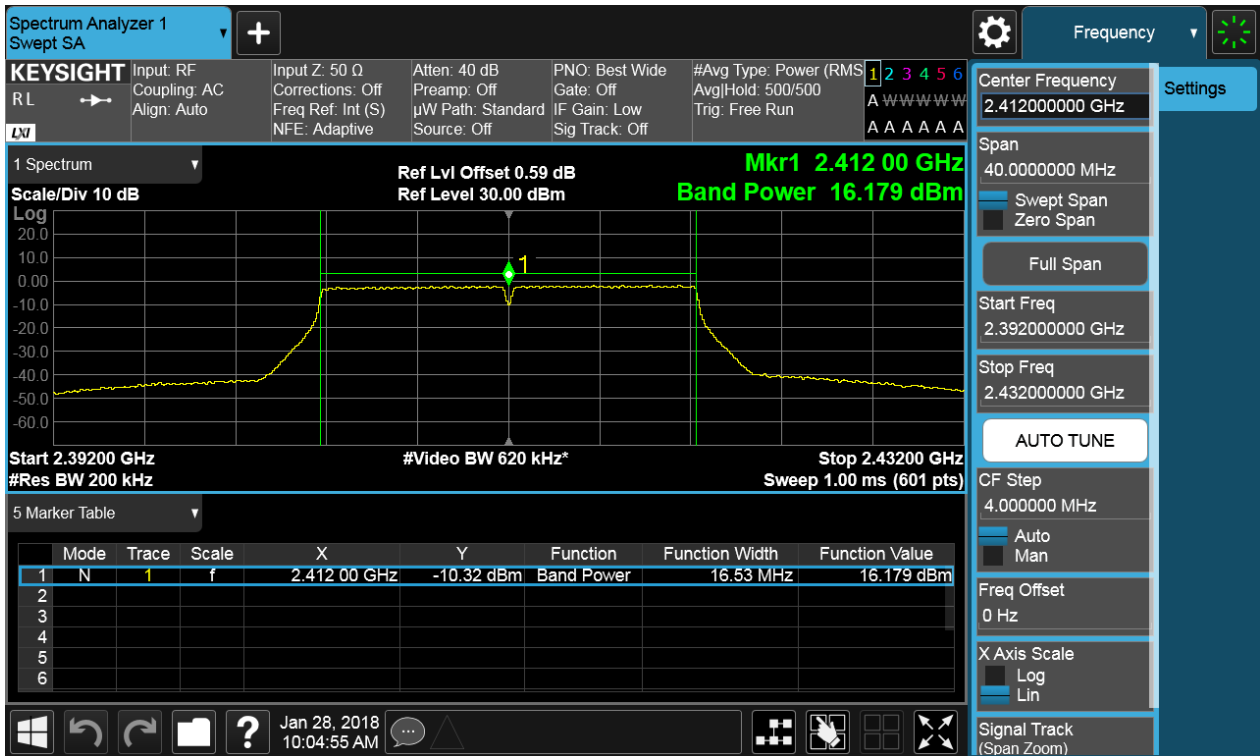 Spectrum Analyzer 1
Swept SA
+
Frequency
KEYSIGHT
R L
LXI
Input: RF
Coupling: AC
Align: Auto
Input Z: 50 Ω
Corrections: Off
Freq Ref: Int (S)
NFE: Adaptive
Atten: 40 dB
Preamp: Off
µW Path: Standard
Source: Off
PNO: Best Wide
Gate: Off
IF Gain: Low
Sig Track: Off
#Avg Type: Power (RMS
Avg|Hold: 500/500
Trig: Free Run
1 2 3 4 5 6
A W W W W W
A A A A A A
1 Spectrum
Scale/Div 10 dB
Ref Lvl Offset 0.59 dB
Ref Level 30.00 dBm
Mkr1 2.412 00 GHz
Band Power 16.179 dBm
Log
20.0
10.0
0.00
-10.0
-20.0
-30.0
-40.0
-50.0
-60.0
1
Start 2.39200 GHz
#Res BW 200 kHz
#Video BW 620 kHz*
Stop 2.43200 GHz
Sweep 1.00 ms (601 pts)
5 Marker Table
Mode Trace Scale X Y Function Function Width Function Value
1 N 1 f 2.412 00 GHz -10.32 dBm Band Power 16.53 MHz 16.179 dBm
2
3
4
5
6
Center Frequency
2.412000000 GHz
Span
40.0000000 MHz
Swept Span
Zero Span
Full Span
Start Freq
2.392000000 GHz
Stop Freq
2.432000000 GHz
AUTO TUNE
CF Step
4.000000 MHz
Auto
Man
Freq Offset
0 Hz
X Axis Scale
Log
Lin
Signal Track
(Span Zoom)
Settings
?
Jan 28, 2018
10:04:55 AM